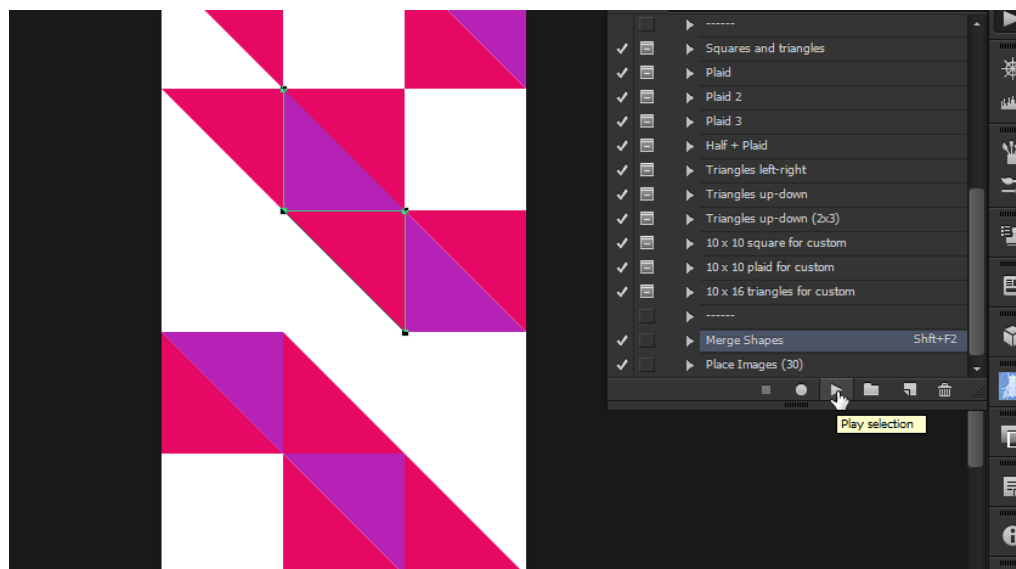 ------
Squares and triangles
Plaid
Plaid 2
Plaid 3
Half + Plaid
Triangles left-right
Triangles up-down
Triangles up-down (2x3)
10 x 10 square for custom
10 x 10 plaid for custom
10 x 16 triangles for custom
------
Merge Shapes Shft+F2
Place Images (30)
Play selection